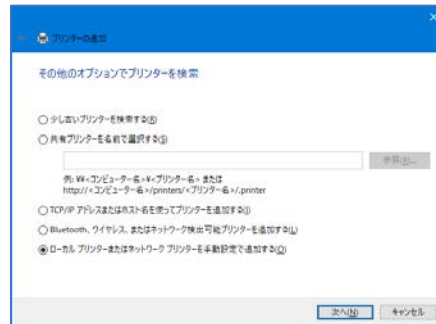 プリンターの追加
その他のオプションでプリンターを検索
少し古いプリンターを検索する(R)
共有プリンターを名前で選択する(S)
参照(R)...
例: ¥¥<コンピューター名>¥<プリンター名> または
http://<コンピューター名>/printers/<プリンター名>/.printer
TCP/IP アドレスまたはホスト名を使ってプリンターを追加する(I)
Bluetooth、ワイヤレス、またはネットワーク検出可能プリンターを追加する(L)
ローカル プリンターまたはネットワーク プリンターを手動設定で追加する(O)
次へ(N)
キャンセル